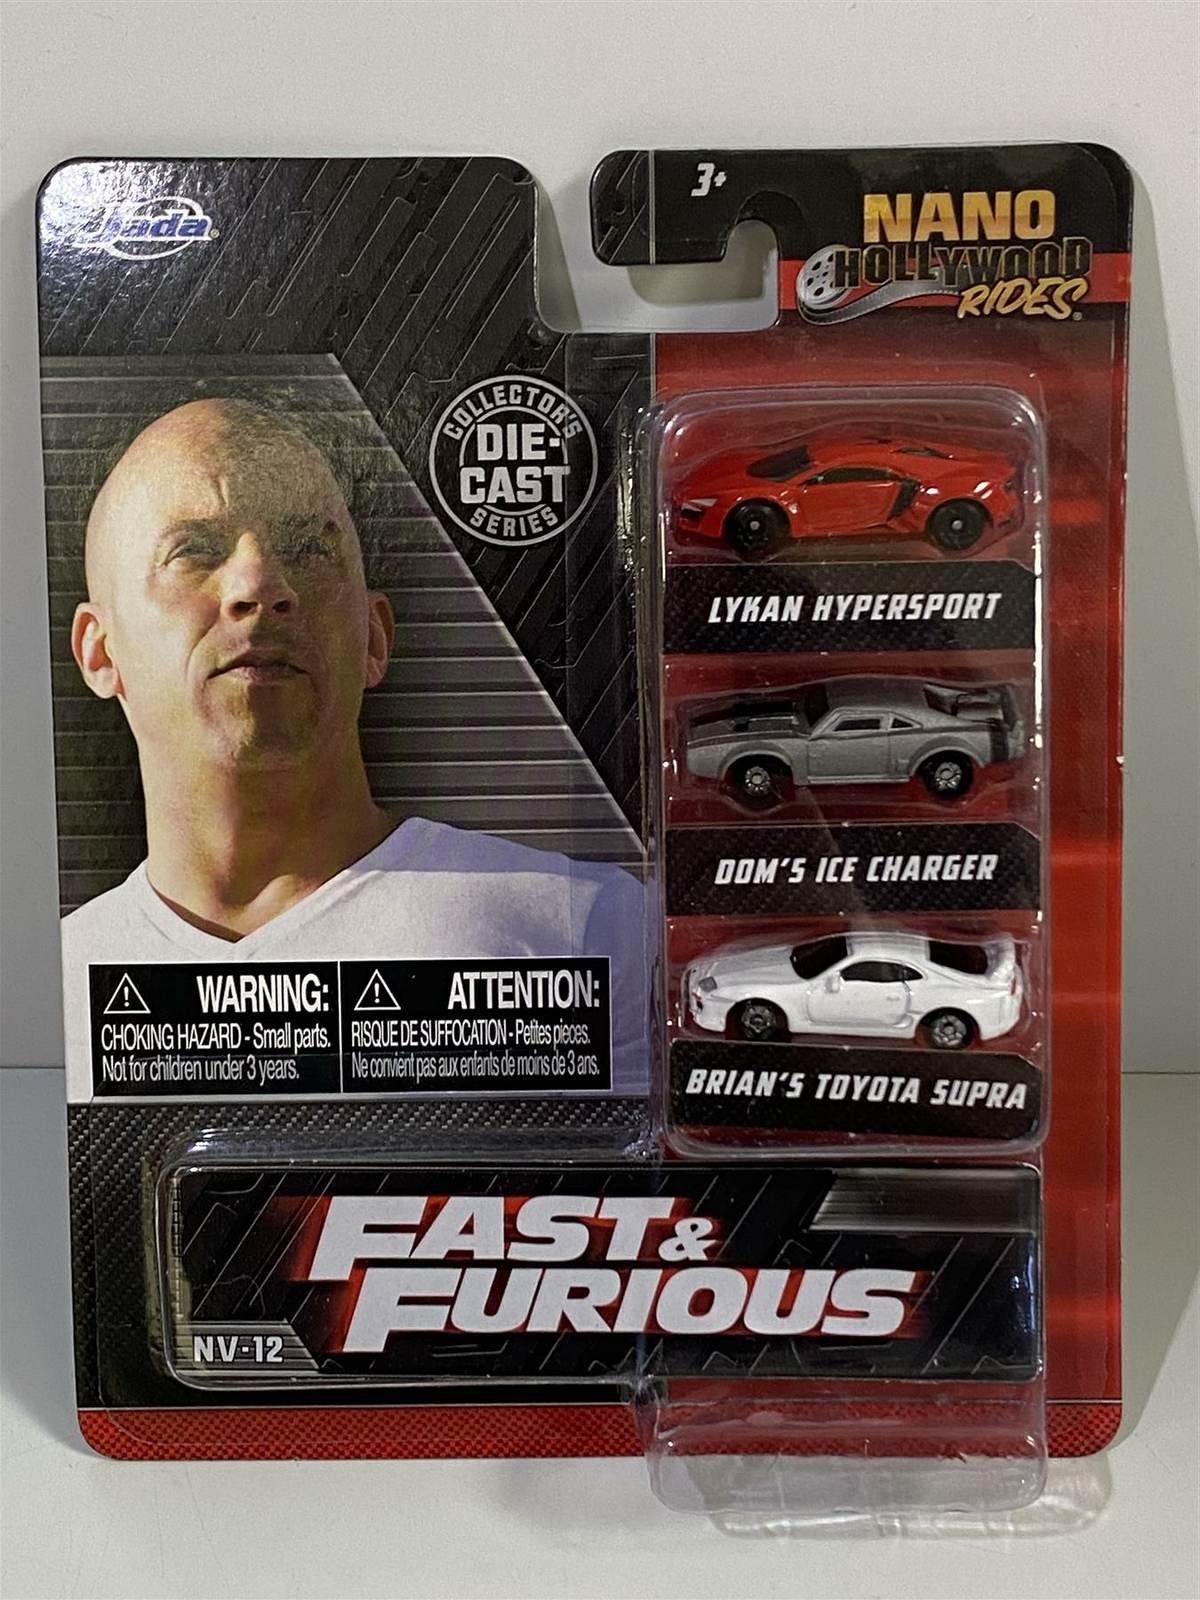 Jada®
3+
NANO
HOLLYWOOD
RIDES®
COLLECTOR'S
DIE-
CAST
SERIES
LYKAN HYPERSPORT
DOM'S ICE CHARGER
BRIAN'S TOYOTA SUPRA
WARNING:
CHOKING HAZARD - Small parts.
Not for children under 3 years.
ATTENTION:
RISQUE DE SUFFOCATION - Petites pieces.
Ne convient pas aux enfants de moins de 3 ans.
FAST &
FURIOUS
NV-12